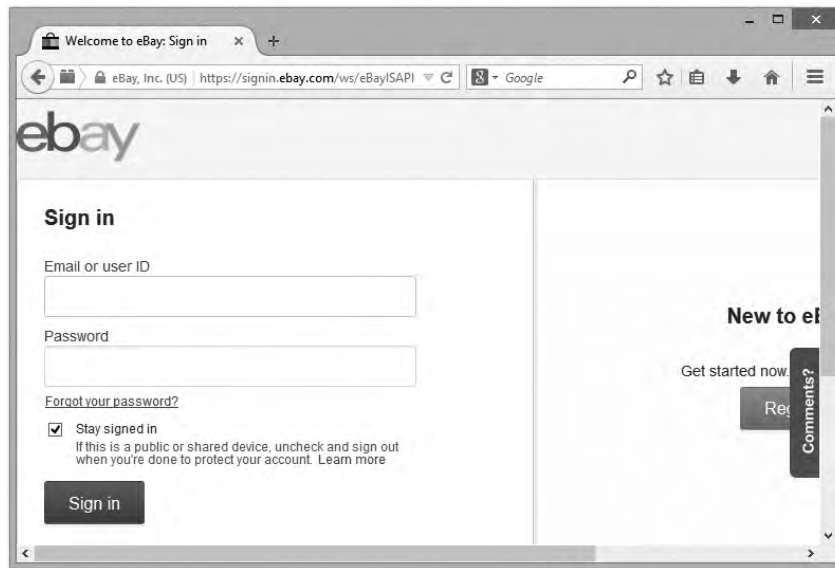 Welcome to eBay: Sign in
eBay, Inc. (US) https://signin.ebay.com/ws/eBayISAPI
8 Google
ebay
Sign in
Email or user ID
Password
Forgot your password?
Stay signed in
If this is a public or shared device, uncheck and sign out
when you're done to protect your account. Learn more
Sign in
New to eB
Get started now.
Reg
Comments?